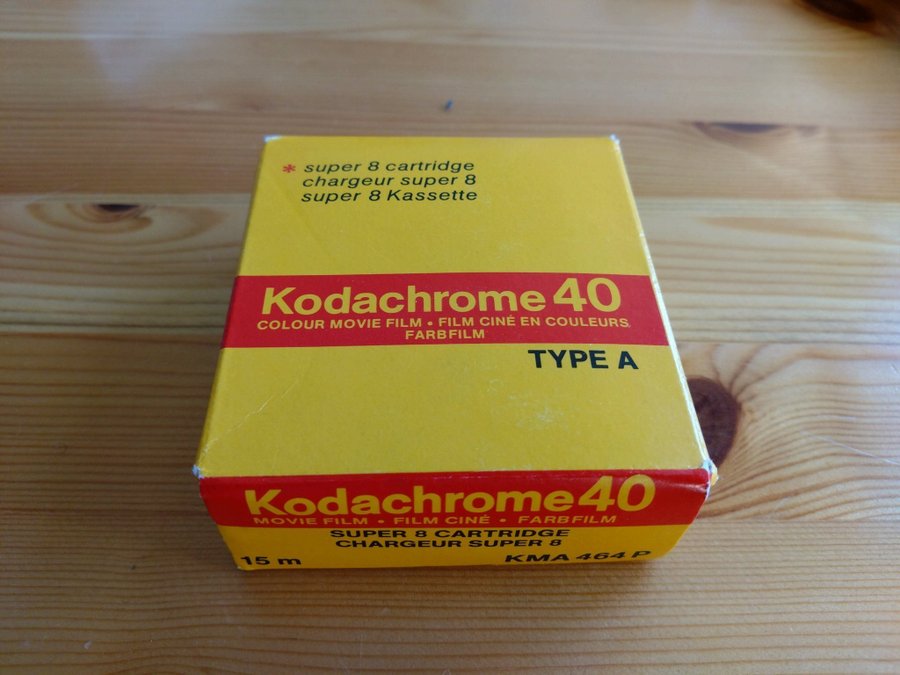 * super 8 cartridge
chargeur super 8
super 8 Kassette
Kodachrome 40
COLOUR MOVIE FILM • FILM CINÉ EN COULEURS
FARBFILM
TYPE A
Kodachrome 40
MOVIE FILM • FILM CINÉ • FARBFILM
SUPER 8 CARTRIDGE
CHARGEUR SUPER 8
15 m KMA 464 P